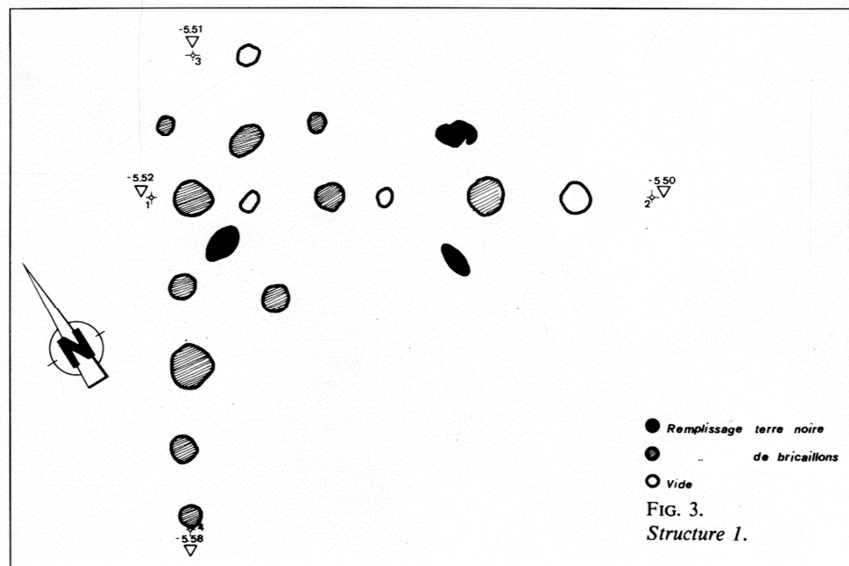 -5.51
3
-5.52
1
-5.50
2
N
4
-5.58
Remplissage terre noire
.. de bricaillons
Vide
FIG. 3.
Structure 1.